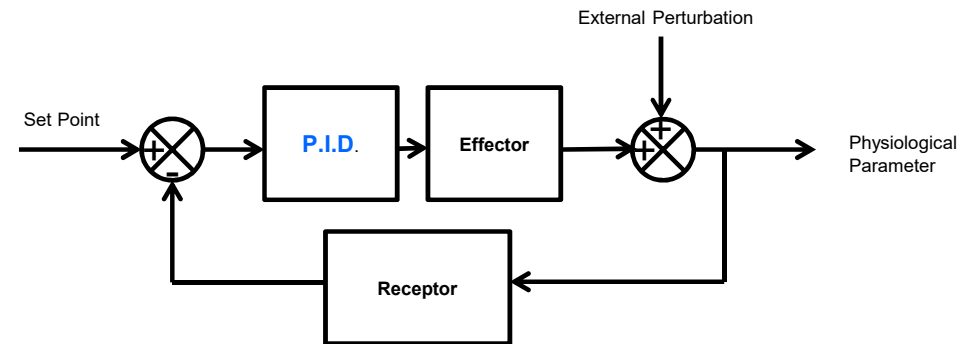 External Perturbation
Set Point
+
-
P.I.D.
Effector
+
+
Physiological
Parameter
Receptor